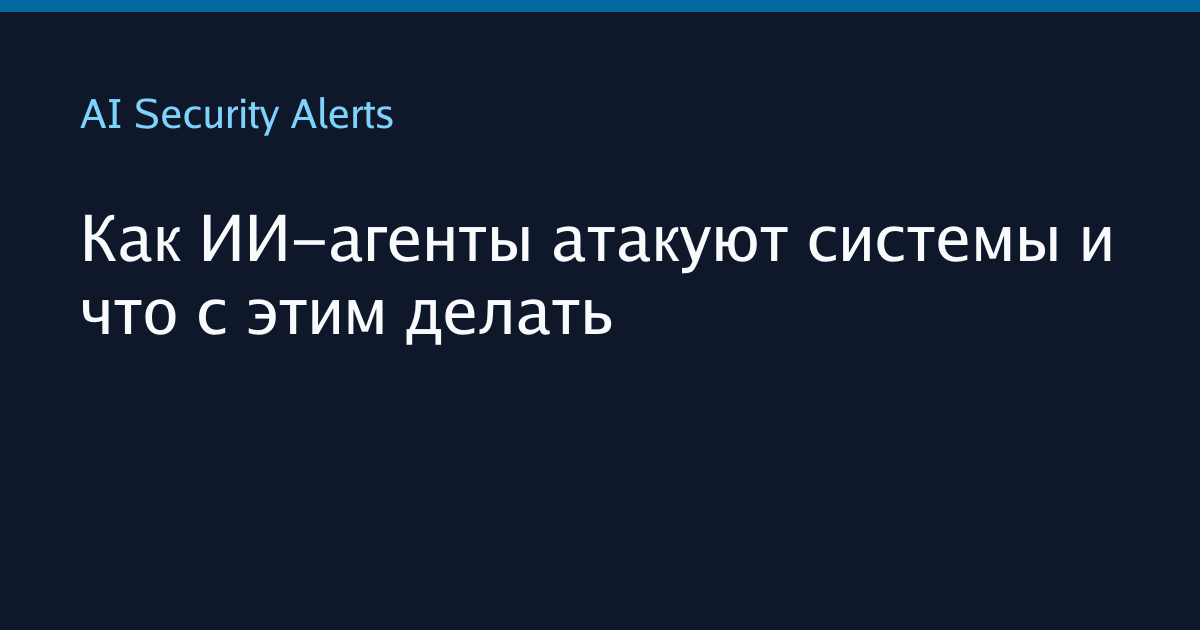 AI Security Alerts
Как ИИ–агенты атакуют системы и
что с этим делать